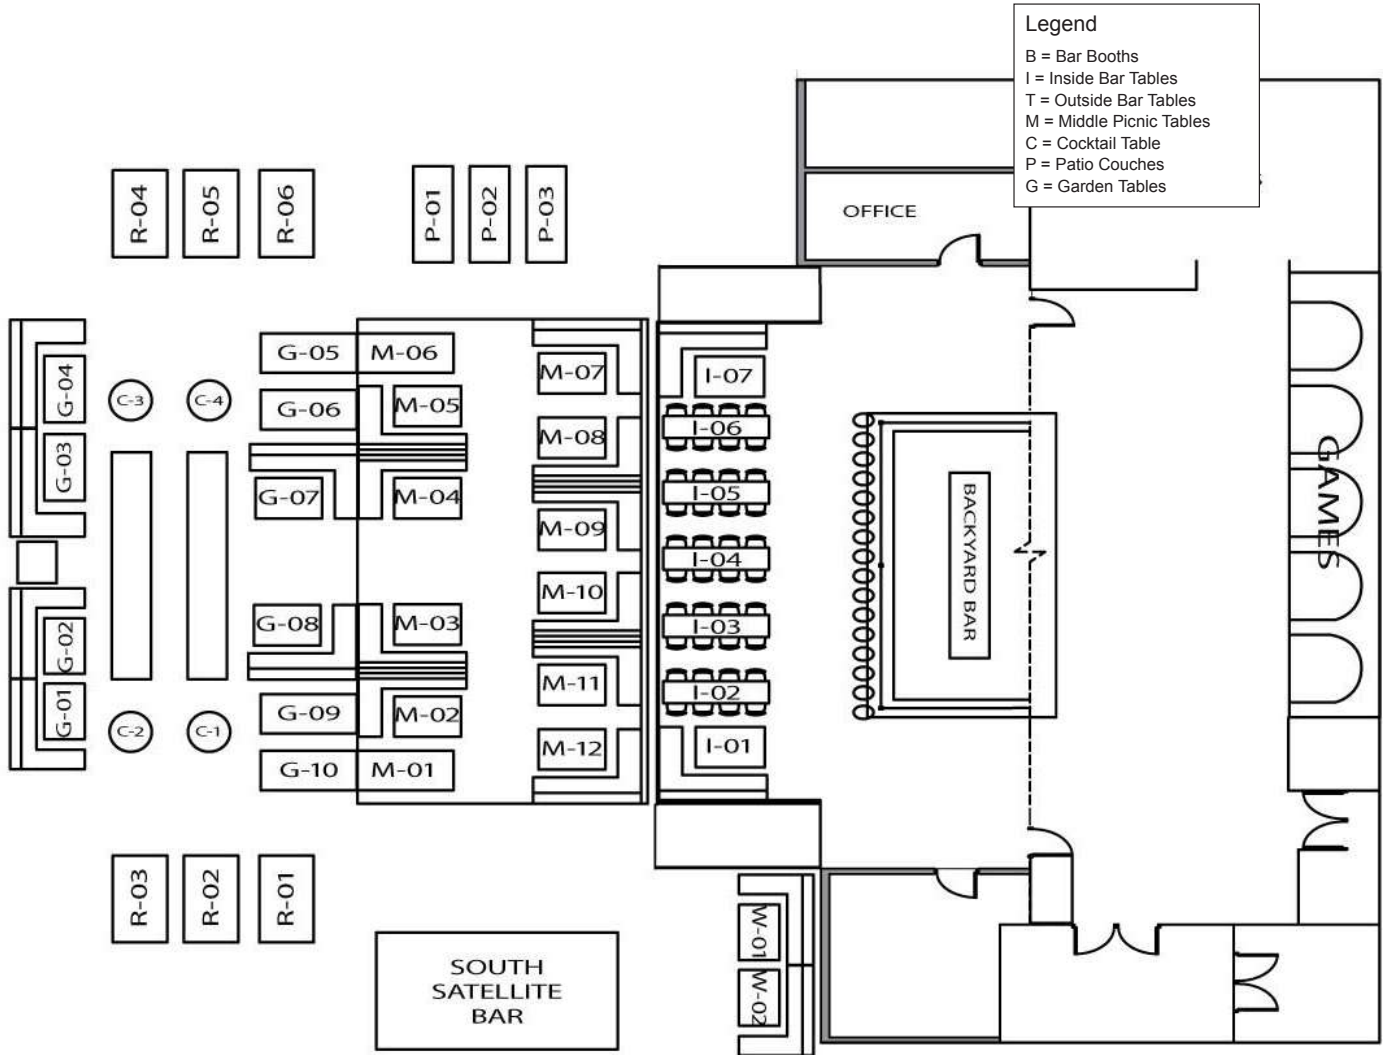 Legend
B = Bar Booths
I = Inside Bar Tables
T = Outside Bar Tables
M = Middle Picnic Tables
C = Cocktail Table
P = Patio Couches
G = Garden Tables
OFFICE
R-04
R-05
R-06
P-01
P-02
P-03
G-05
M-06
M-07
I-07
G-04
C-3
C-4
G-06
M-05
M-08
I-06
G-03
G-07
M-04
I-05
M-09
I-04
M-10
BACKYARD BAR
GAMES
G-02
G-08
M-03
I-03
G-01
M-11
I-02
C-2
C-1
G-09
M-02
M-12
I-01
G-10
M-01
R-03
R-02
R-01
W-01
W-02
SOUTH
SATELLITE
BAR